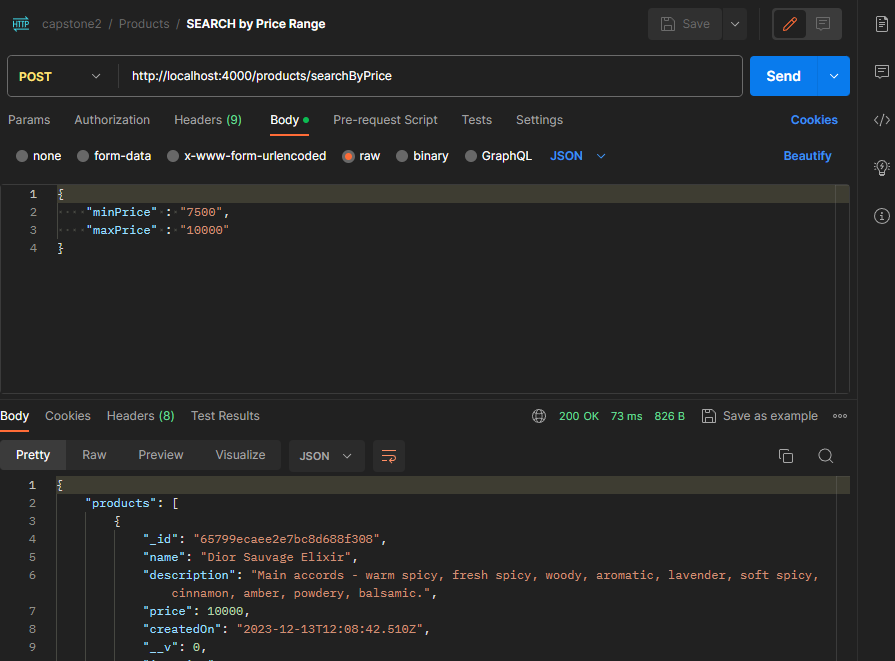 HTTP capstone2 / Products / SEARCH by Price Range Save
POST http://localhost:4000/products/searchByPrice Send
Params Authorization Headers (9) Body Pre-request Script Tests Settings Cookies
none form-data x-www-form-urlencoded raw binary GraphQL JSON Beautify
1 {
2 "minPrice" : "7500",
3 "maxPrice" : "10000"
4 }
Body Cookies Headers (8) Test Results 200 OK 73 ms 826 B Save as example
Pretty Raw Preview Visualize JSON
1 {
2 "products": [
3 {
4 "_id": "65799ecaee2e7bc8d688f308",
5 "name": "Dior Sauvage Elixir",
6 "description": "Main accords - warm spicy, fresh spicy, woody, aromatic, lavender, soft spicy,
cinnamon, amber, powdery, balsamic.",
7 "price": 10000,
8 "createdOn": "2023-12-13T12:08:42.510Z",
9 "__v": 0,